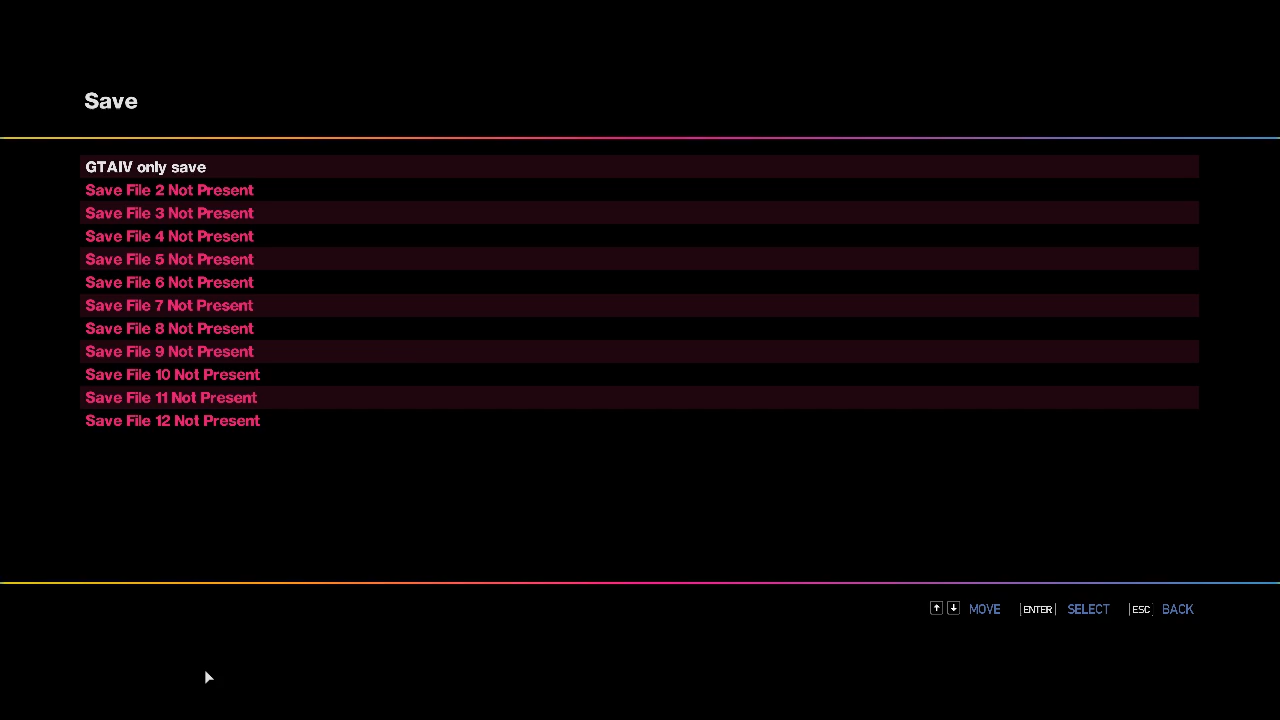 Save
GTAIV only save
Save File 2 Not Present
Save File 3 Not Present
Save File 4 Not Present
Save File 5 Not Present
Save File 6 Not Present
Save File 7 Not Present
Save File 8 Not Present
Save File 9 Not Present
Save File 10 Not Present
Save File 11 Not Present
Save File 12 Not Present
MOVE ENTER SELECT ESC BACK